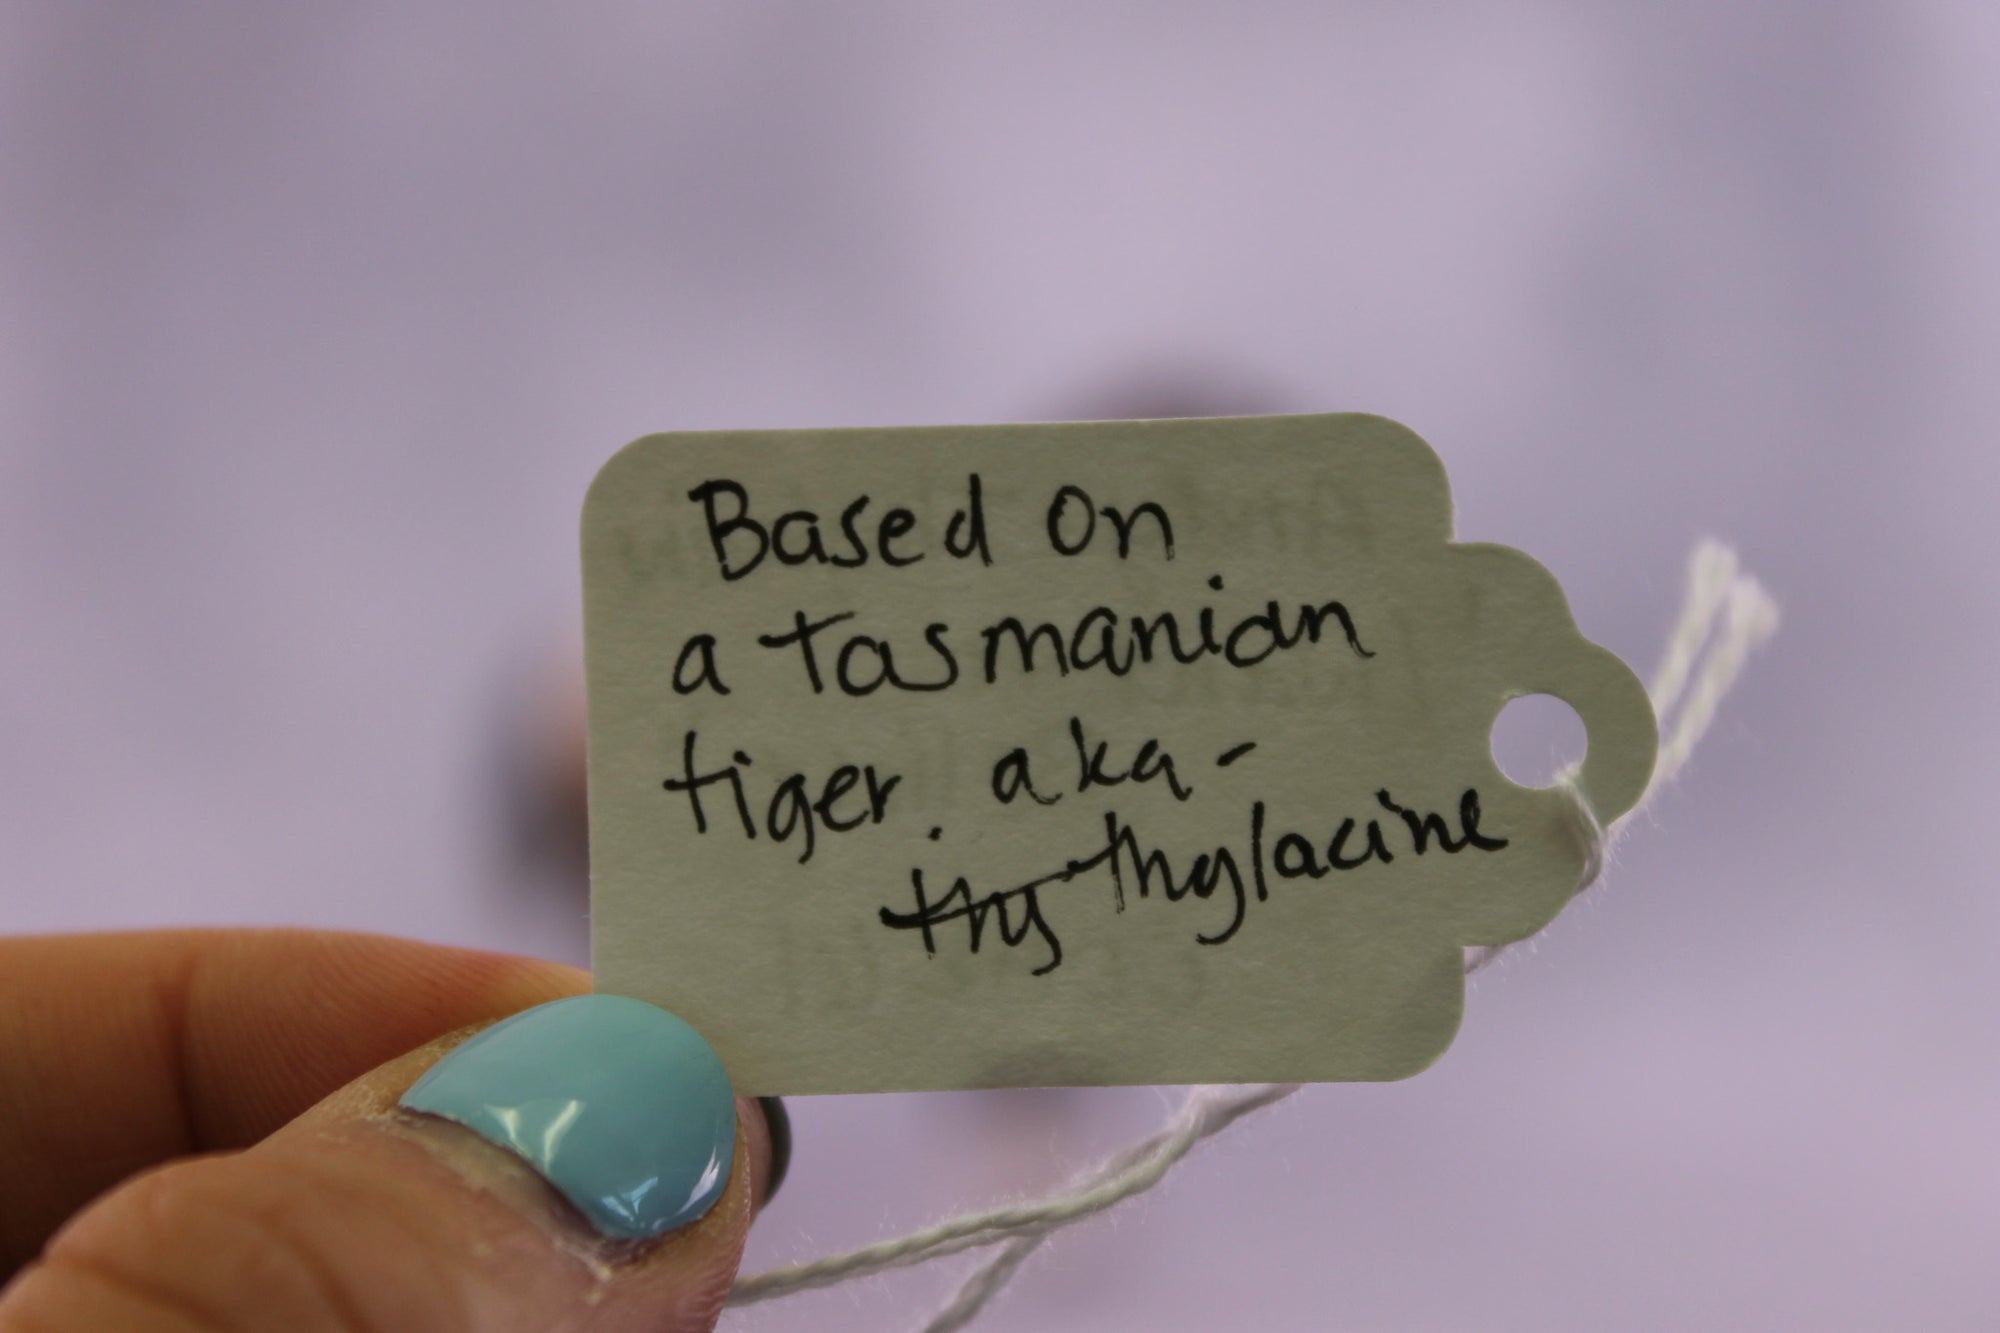 Based on
a Tasmanian
tiger. aka -
thy thylacine